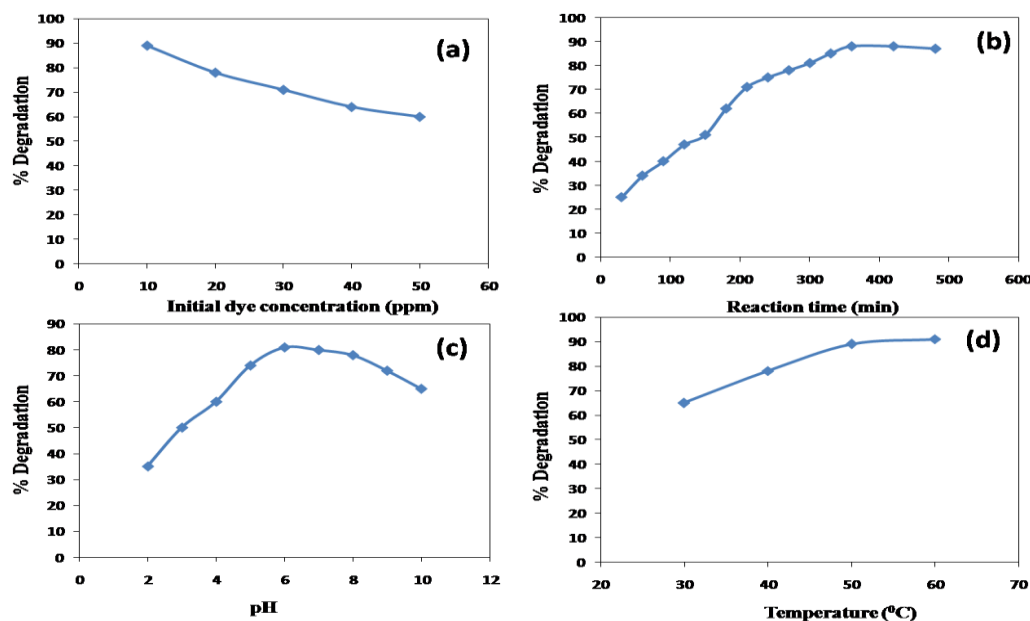 (a)
% Degradation
100
90
80
70
60
50
40
30
20
10
0
0 10 20 30 40 50 60
Initial dye concentration (ppm)
(b)
% Degradation
100
90
80
70
60
50
40
30
20
10
0
0 100 200 300 400 500 600
Reaction time (min)
(c)
% Degradation
90
80
70
60
50
40
30
20
10
0
0 2 4 6 8 10 12
pH
(d)
% Degradation
100
90
80
70
60
50
40
30
20
10
0
20 30 40 50 60 70
Temperature (⁰C)